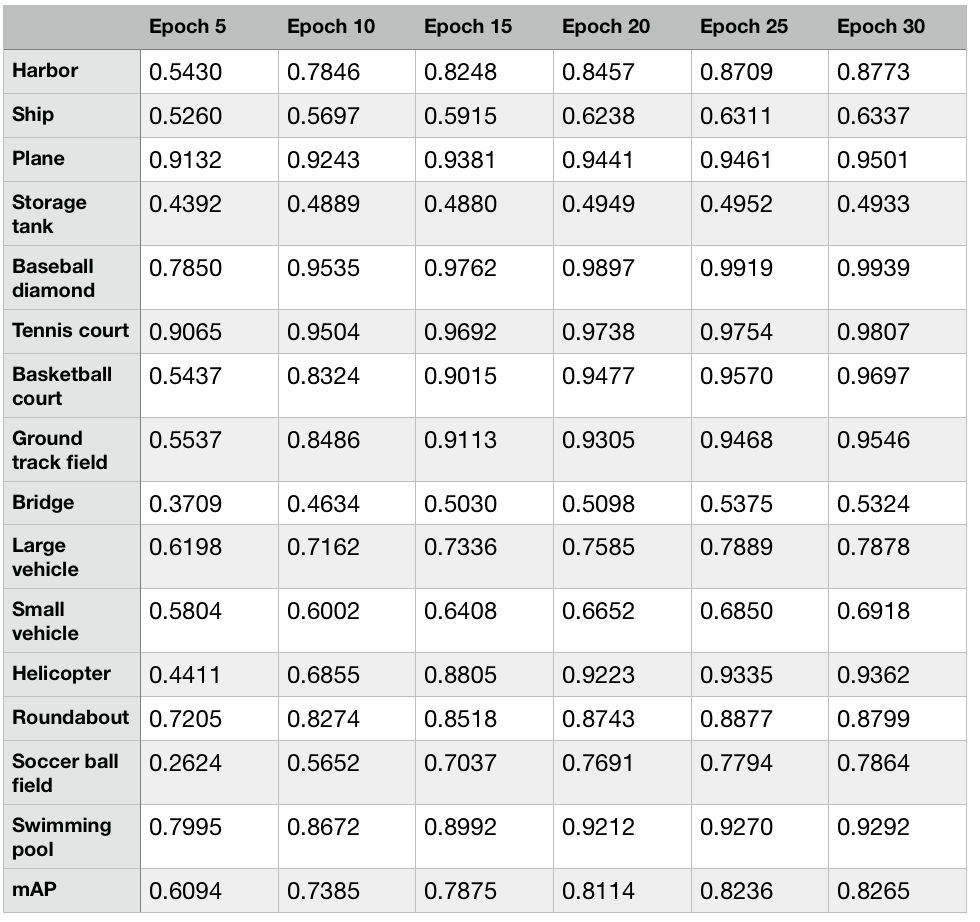 Epoch 5 Epoch 10 Epoch 15 Epoch 20 Epoch 25 Epoch 30
Harbor 0.5430 0.7846 0.8248 0.8457 0.8709 0.8773
Ship 0.5260 0.5697 0.5915 0.6238 0.6311 0.6337
Plane 0.9132 0.9243 0.9381 0.9441 0.9461 0.9501
Storage 0.4392 0.4889 0.4880 0.4949 0.4952 0.4933
tank
Baseball 0.7850 0.9535 0.9762 0.9897 0.9919 0.9939
diamond
Tennis court 0.9065 0.9504 0.9692 0.9738 0.9754 0.9807
Basketball 0.5437 0.8324 0.9015 0.9477 0.9570 0.9697
court
Ground 0.5537 0.8486 0.9113 0.9305 0.9468 0.9546
track field
Bridge 0.3709 0.4634 0.5030 0.5098 0.5375 0.5324
Large 0.6198 0.7162 0.7336 0.7585 0.7889 0.7878
vehicle
Small 0.5804 0.6002 0.6408 0.6652 0.6850 0.6918
vehicle
Helicopter 0.4411 0.6855 0.8805 0.9223 0.9335 0.9362
Roundabout 0.7205 0.8274 0.8518 0.8743 0.8877 0.8799
Soccer ball 0.2624 0.5652 0.7037 0.7691 0.7794 0.7864
field
Swimming 0.7995 0.8672 0.8992 0.9212 0.9270 0.9292
pool
mAP 0.6094 0.7385 0.7875 0.8114 0.8236 0.8265